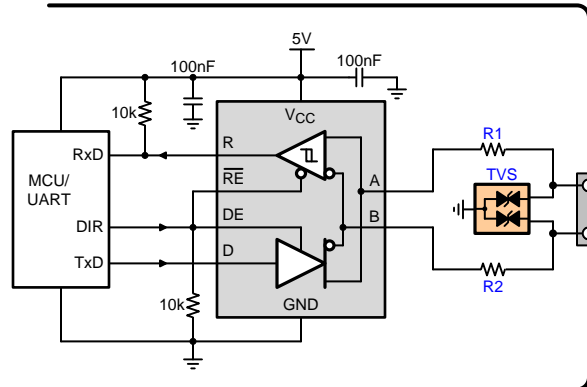 5V
100nF
100nF
10k
VCC
R1
RxD
R
MCU/
UART
RE
A
TVS
DIR
DE
B
TxD
D
10k
GND
R2